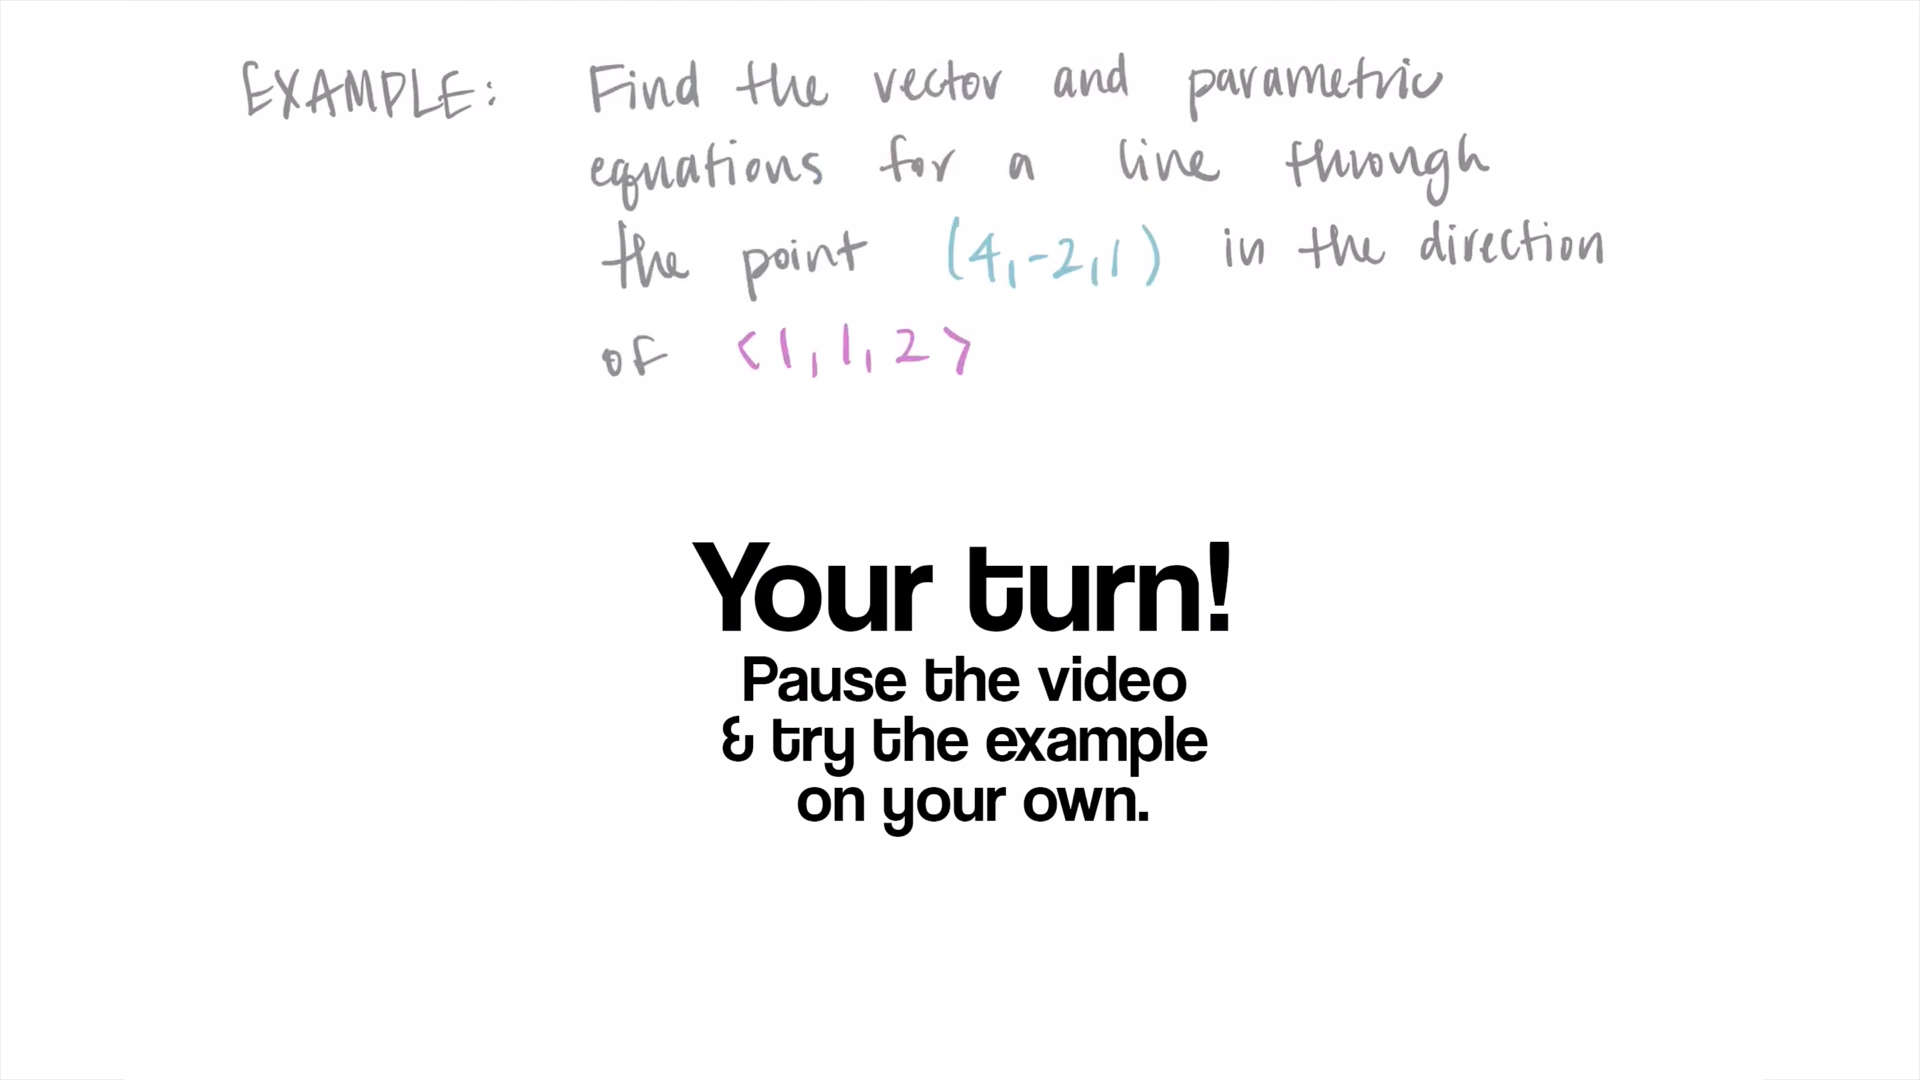 EXAMPLE: Find the vector and parametric
equations for a line through
the point (4,-2,1) in the direction
of <1,1,2>
Your turn!
Pause the video
& try the example
on your own.